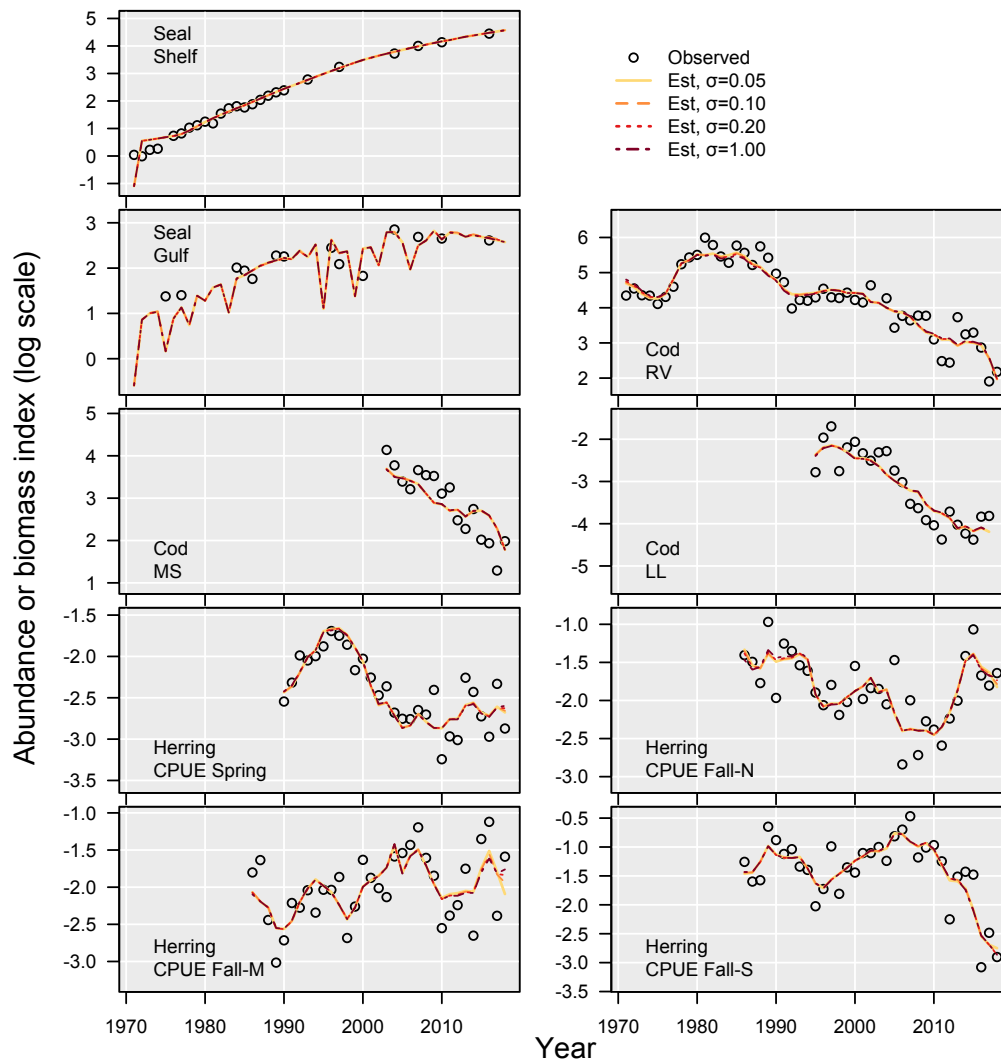 Abundance or biomass index (log scale)
Seal
Shelf
5
4
3
2
1
0
-1
Observed
Est, σ=0.05
Est, σ=0.10
Est, σ=0.20
Est, σ=1.00
Seal
Gulf
3
2
1
0
Cod
RV
6
5
4
3
2
Cod
MS
5
4
3
2
1
Cod
LL
-2
-3
-4
-5
Herring
CPUE Spring
-1.5
-2.0
-2.5
-3.0
-3.5
Herring
CPUE Fall-N
-1.0
-1.5
-2.0
-2.5
-3.0
Herring
CPUE Fall-M
-1.0
-1.5
-2.0
-2.5
-3.0
Herring
CPUE Fall-S
-0.5
-1.0
-1.5
-2.0
-2.5
-3.0
-3.5
1970 1980 1990 2000 2010
1970 1980 1990 2000 2010
Year